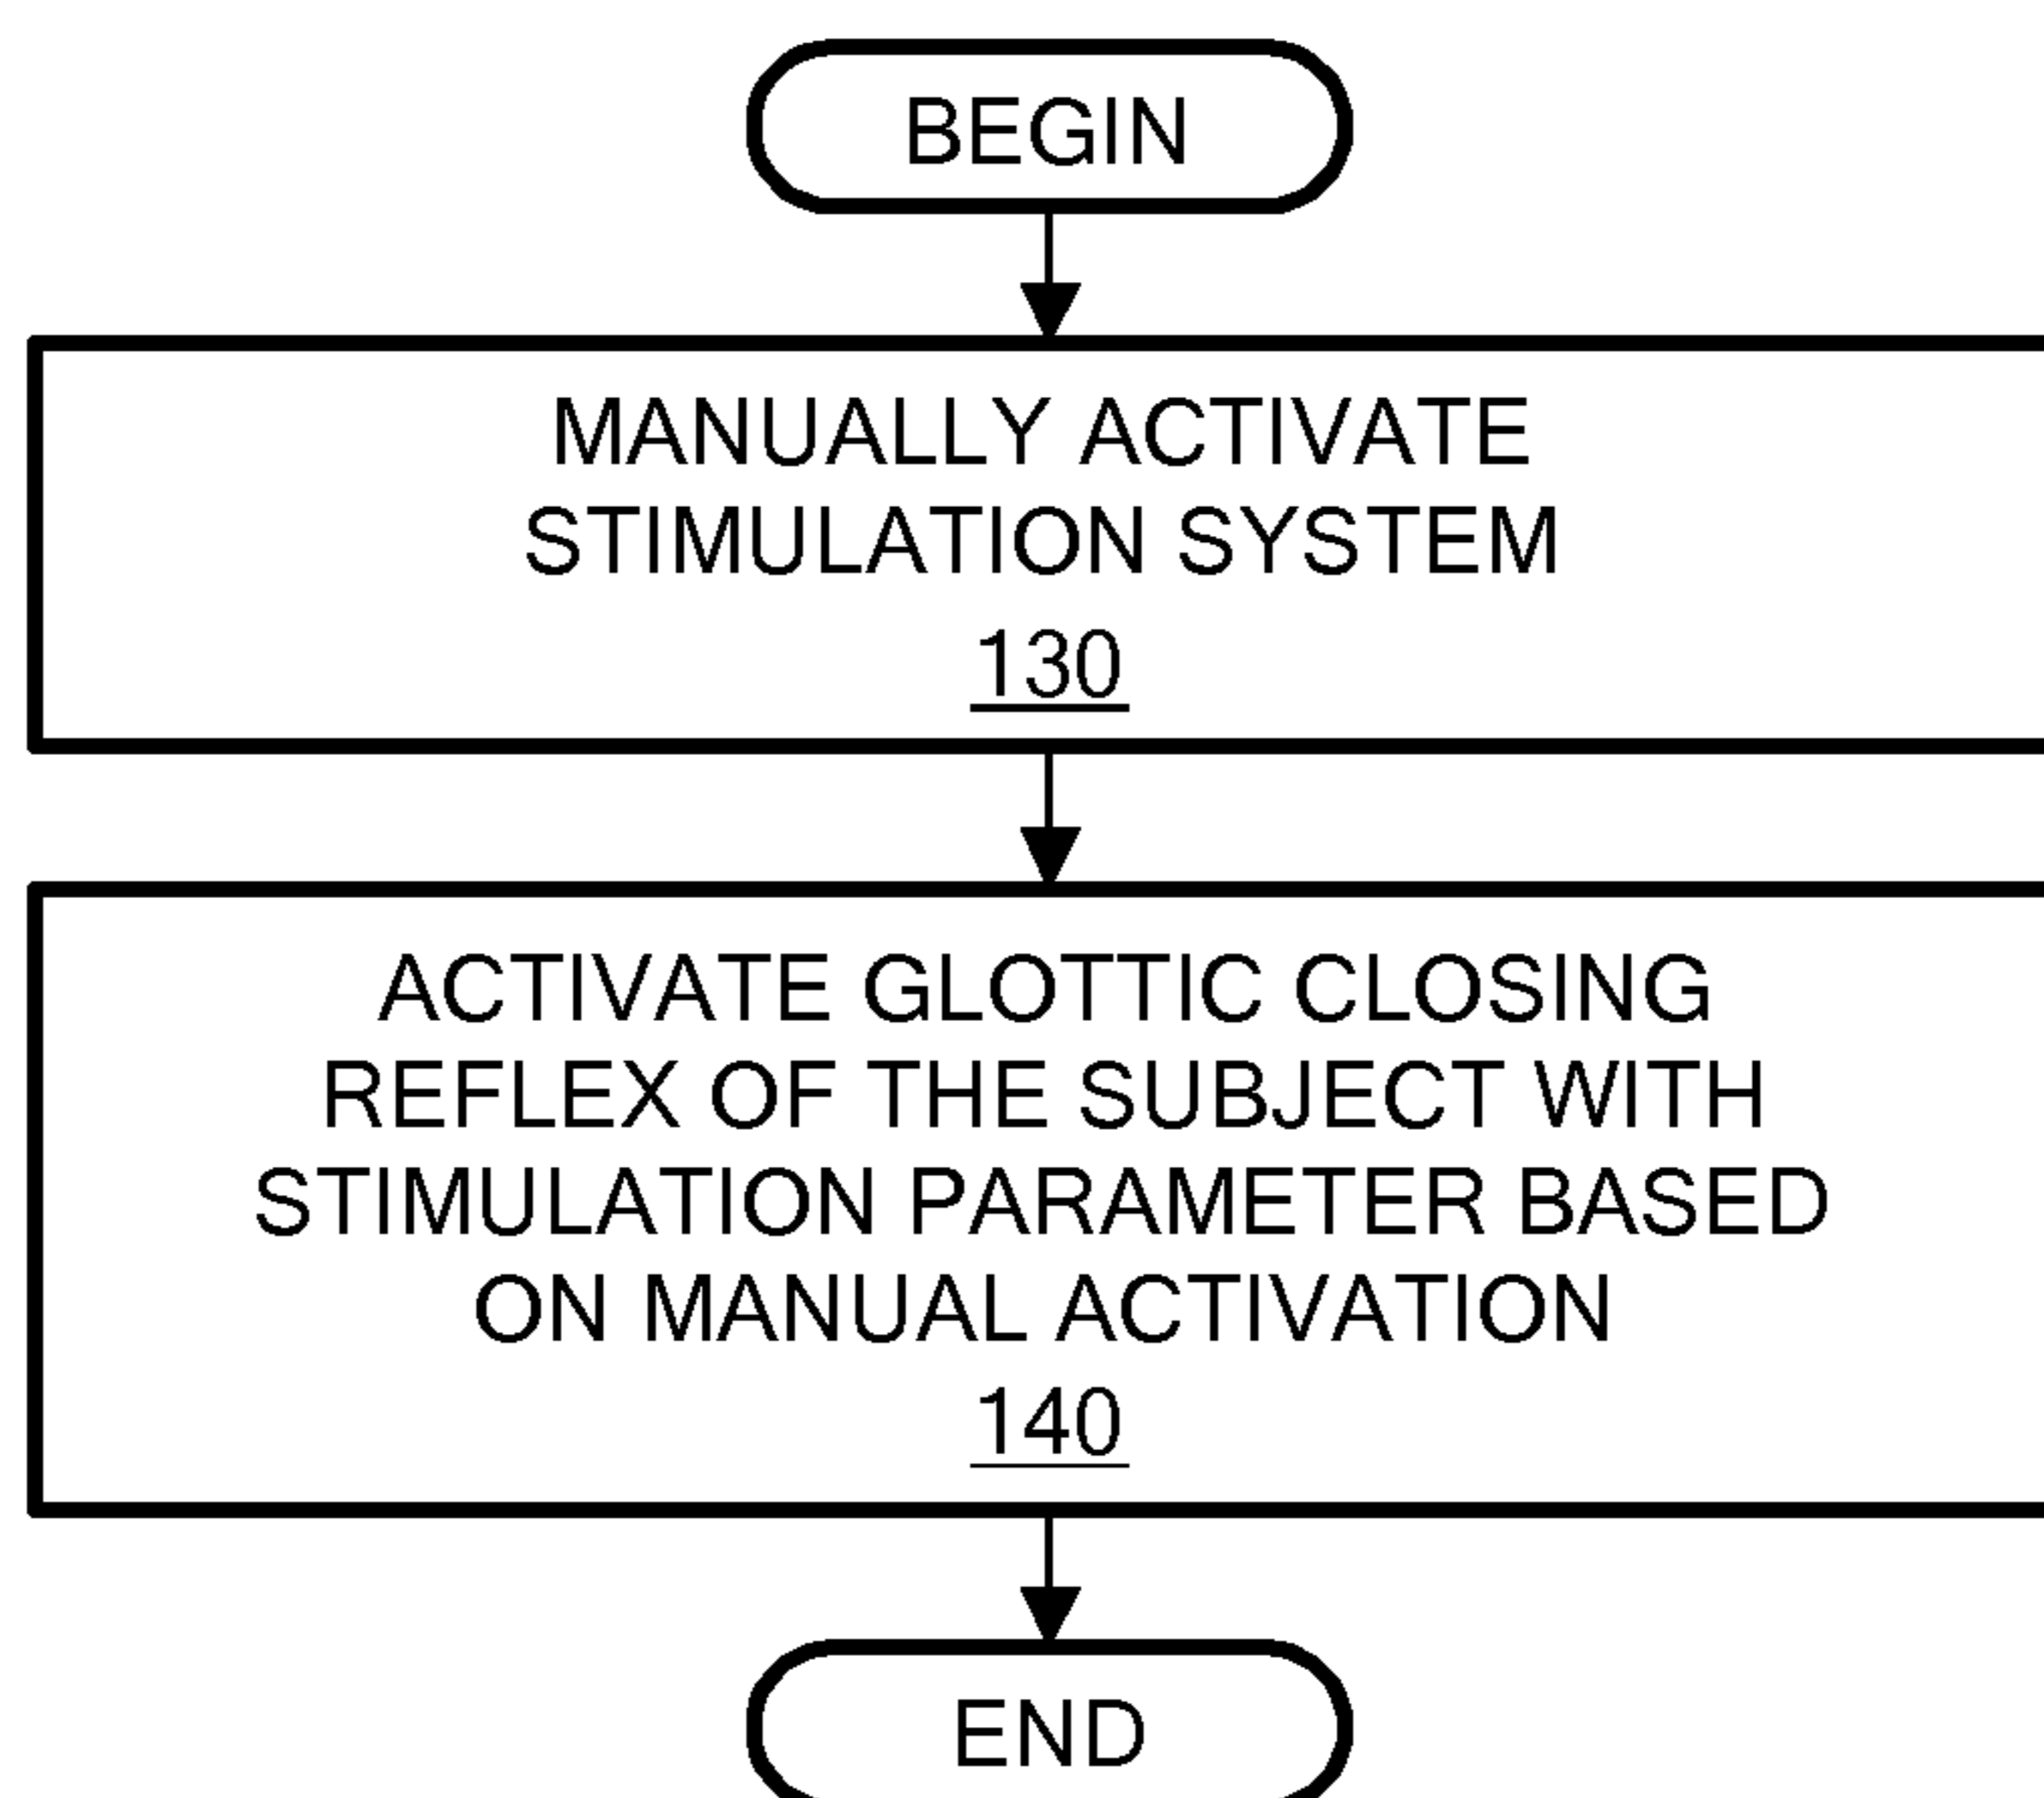 BEGIN
MANUALLY ACTIVATE
STIMULATION SYSTEM
130
ACTIVATE GLOTTIC CLOSING
REFLEX OF THE SUBJECT WITH
STIMULATION PARAMETER BASED
ON MANUAL ACTIVATION
140
END